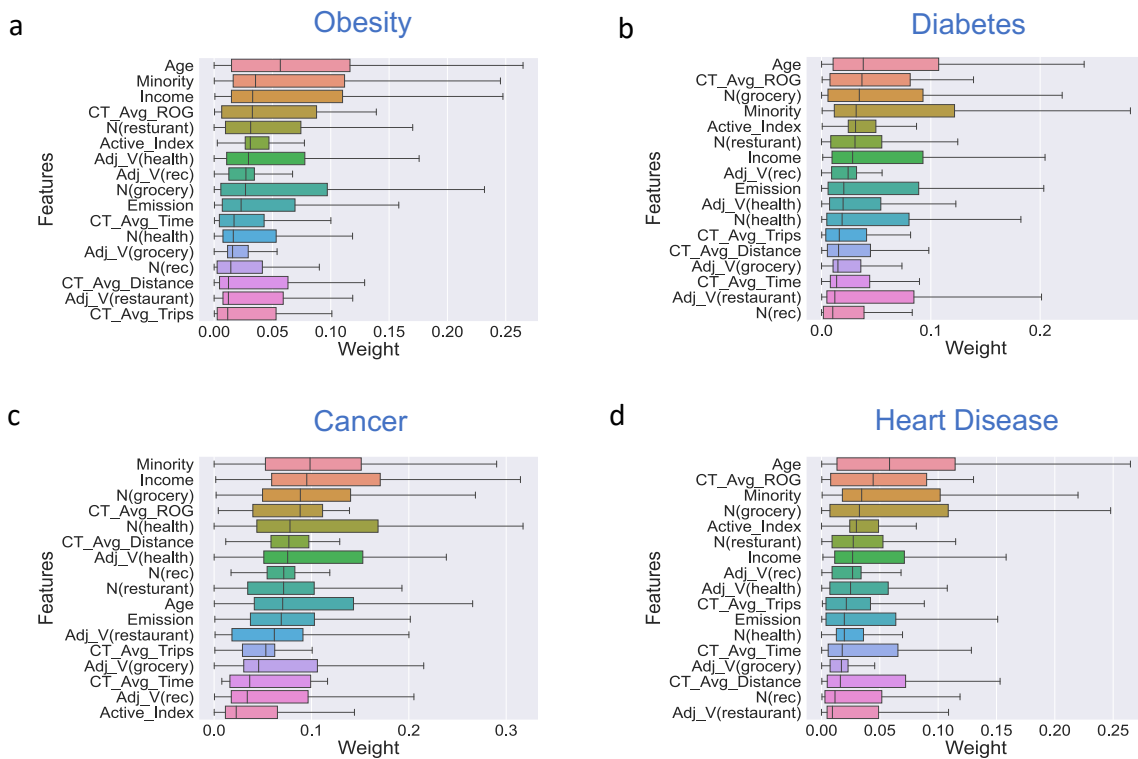 a
Obesity
Features
Age
Minority
Income
CT_Avg_ROG
N(resturant)
Active_Index
Adj_V(health)
Adj_V(rec)
N(grocery)
Emission
CT_Avg_Time
N(health)
Adj_V(grocery)
N(rec)
CT_Avg_Distance
Adj_V(restaurant)
CT_Avg_Trips
0.00 0.05 0.10 0.15 0.20 0.25
Weight
b
Diabetes
Features
Age
CT_Avg_ROG
N(grocery)
Minority
Active_Index
N(resturant)
Income
Adj_V(rec)
Emission
Adj_V(health)
N(health)
CT_Avg_Trips
CT_Avg_Distance
Adj_V(grocery)
CT_Avg_Time
Adj_V(restaurant)
N(rec)
0.0 0.1 0.2
Weight
c
Cancer
Features
Minority
Income
N(grocery)
CT_Avg_ROG
N(health)
CT_Avg_Distance
Adj_V(health)
N(rec)
N(resturant)
Age
Emission
Adj_V(restaurant)
CT_Avg_Trips
Adj_V(grocery)
CT_Avg_Time
Adj_V(rec)
Active_Index
0.0 0.1 0.2 0.3
Weight
d
Heart Disease
Features
Age
CT_Avg_ROG
Minority
N(grocery)
Active_Index
N(resturant)
Income
Adj_V(rec)
Adj_V(health)
CT_Avg_Trips
Emission
N(health)
CT_Avg_Time
Adj_V(grocery)
CT_Avg_Distance
N(rec)
Adj_V(restaurant)
0.00 0.05 0.10 0.15 0.20 0.25
Weight